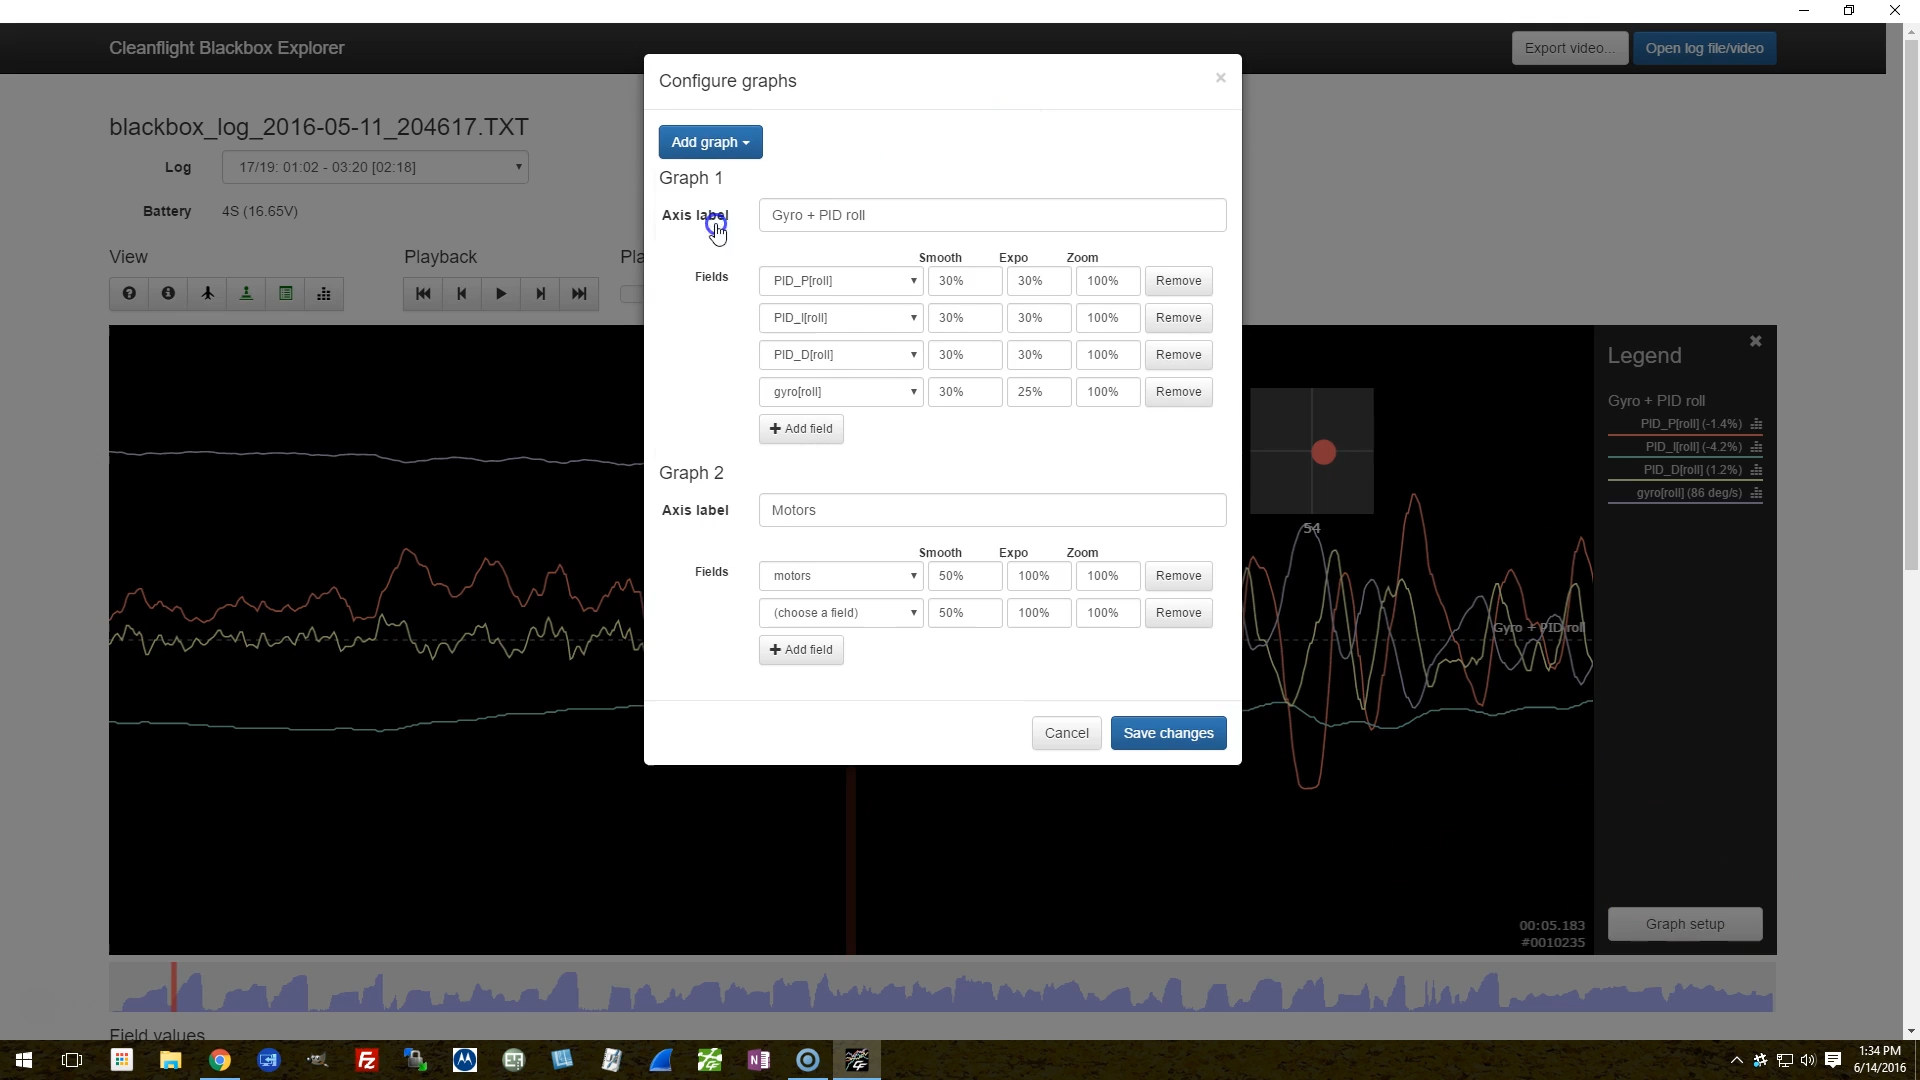 Cleanflight Blackbox Explorer
Export video...
Open log file/video
blackbox_log_2016-05-11_204617.TXT
Log
17/19: 01:02 - 03:20 [02:18]
Battery
4S (16.65V)
View
Playback
Configure graphs
×
Add graph
Graph 1
Axis label
Gyro + PID roll
Smooth
Expo
Zoom
Fields
PID_P[roll]
30%
30%
100%
Remove
PID_I[roll]
30%
30%
100%
Remove
PID_D[roll]
30%
30%
100%
Remove
gyro[roll]
30%
25%
100%
Remove
Add field
Graph 2
Axis label
Motors
Smooth
Expo
Zoom
Fields
motors
50%
100%
100%
Remove
(choose a field)
50%
100%
100%
Remove
Add field
Cancel
Save changes
54
Gyro + PID roll
00:05.183
#0010235
Legend
Gyro + PID roll
PID_P[roll] (-1.4%)
PID_I[roll] (-4.2%)
PID_D[roll] (1.2%)
gyro[roll] (86 deg/s)
Graph setup
Field values
1:34 PM
6/14/2016